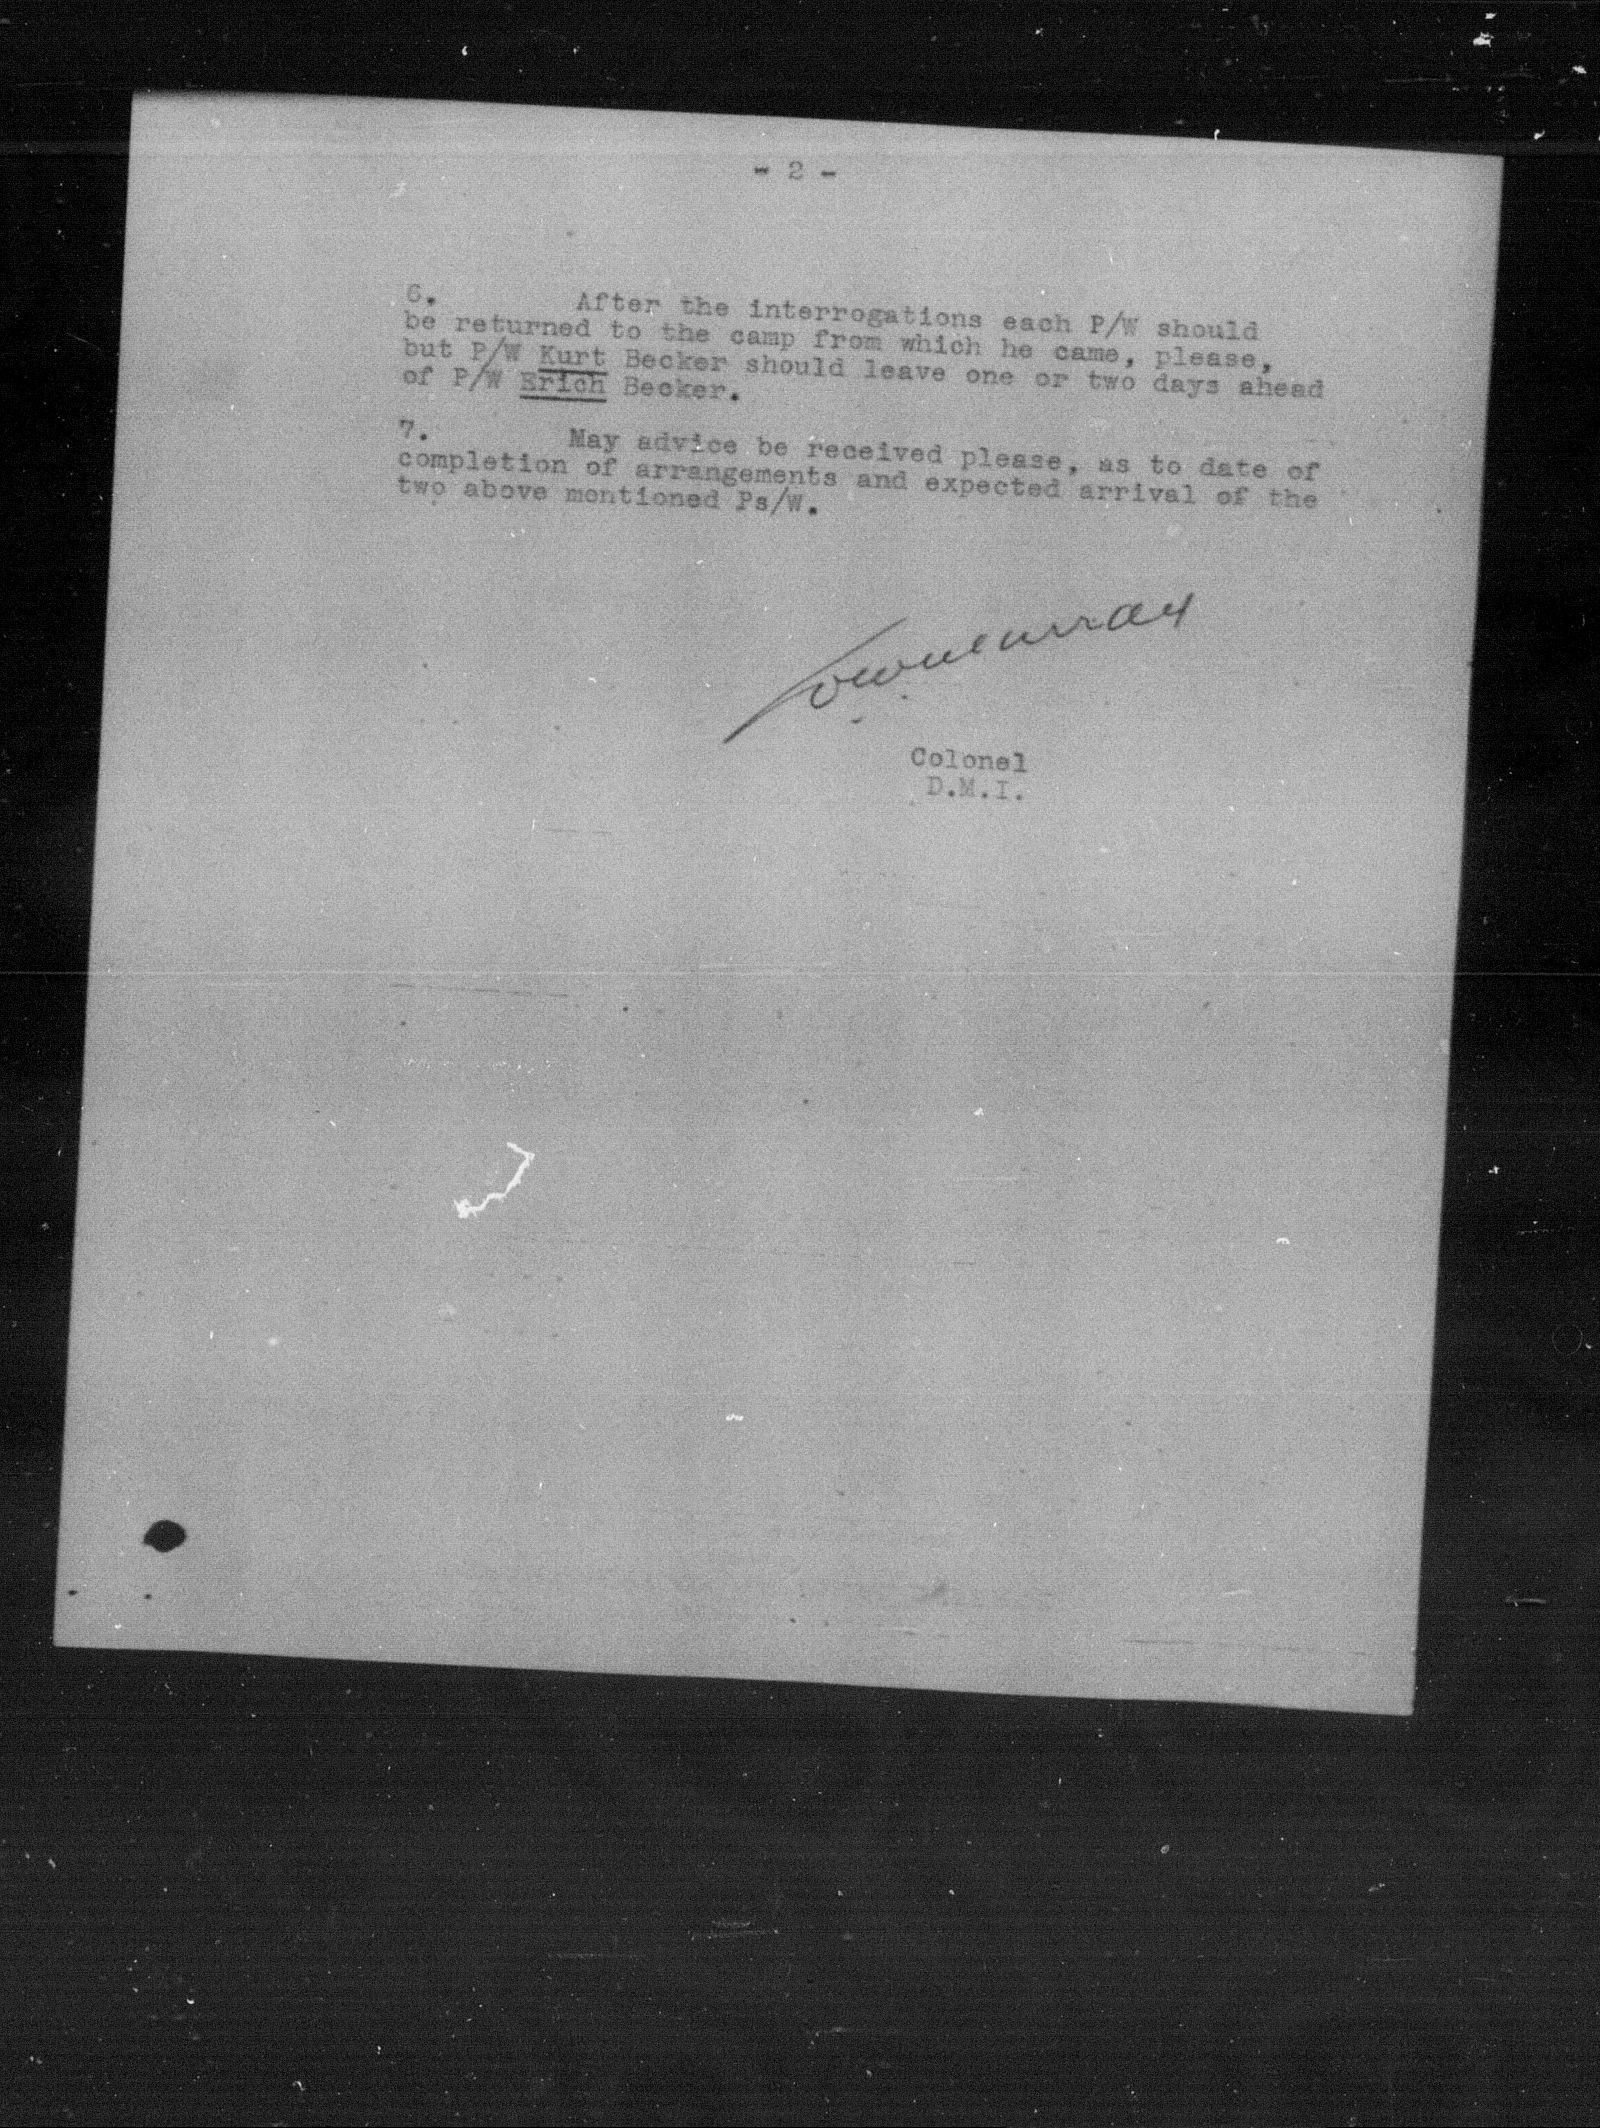 - 2 -
6. After the interrogations each P/W should
be returned to the camp from which he came, please,
but P/W Kurt Becker should leave one or two days ahead
of P/W Erich Becker.
7. May advice be received please, as to date of
completion of arrangements and expected arrival of the
two above mentioned Ps/W.
Colonel
D.M.I.